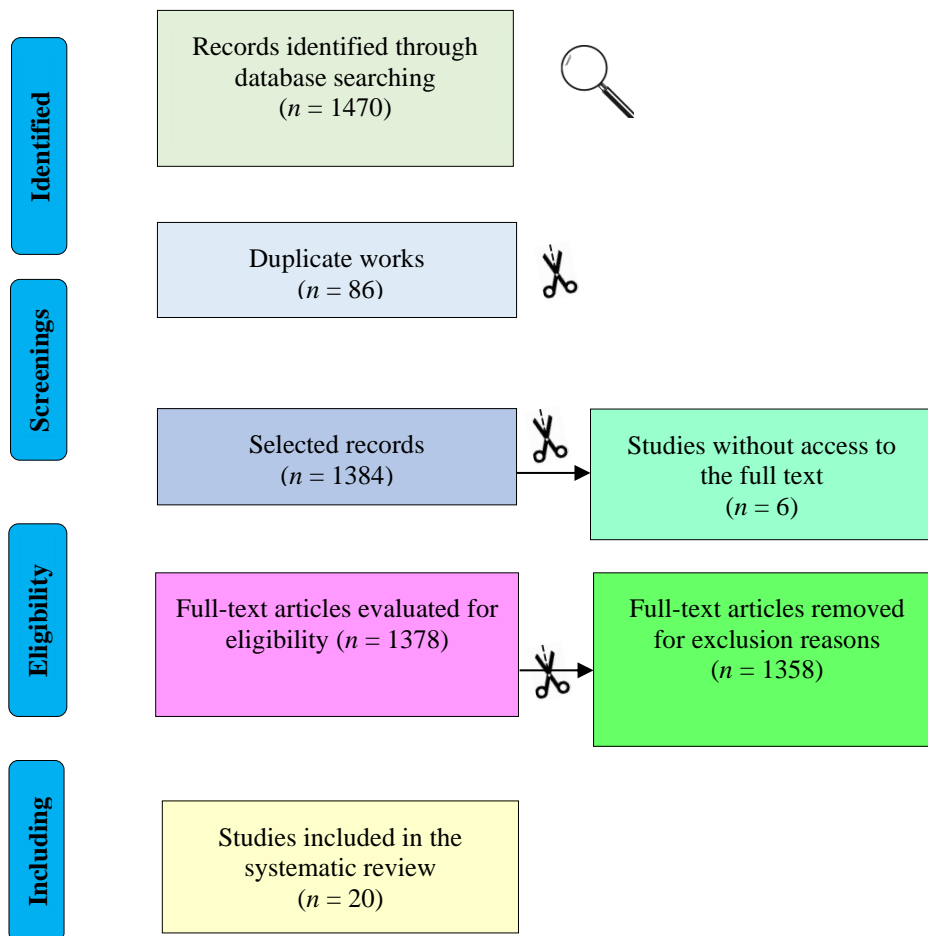 Identified
Records identified through
database searching
(n = 1470)
Duplicate works
(n = 86)
Screenings
Selected records
(n = 1384)
Studies without access to
the full text
(n = 6)
Eligibility
Full-text articles evaluated for
eligibility (n = 1378)
Full-text articles removed
for exclusion reasons
(n = 1358)
Including
Studies included in the
systematic review
(n = 20)